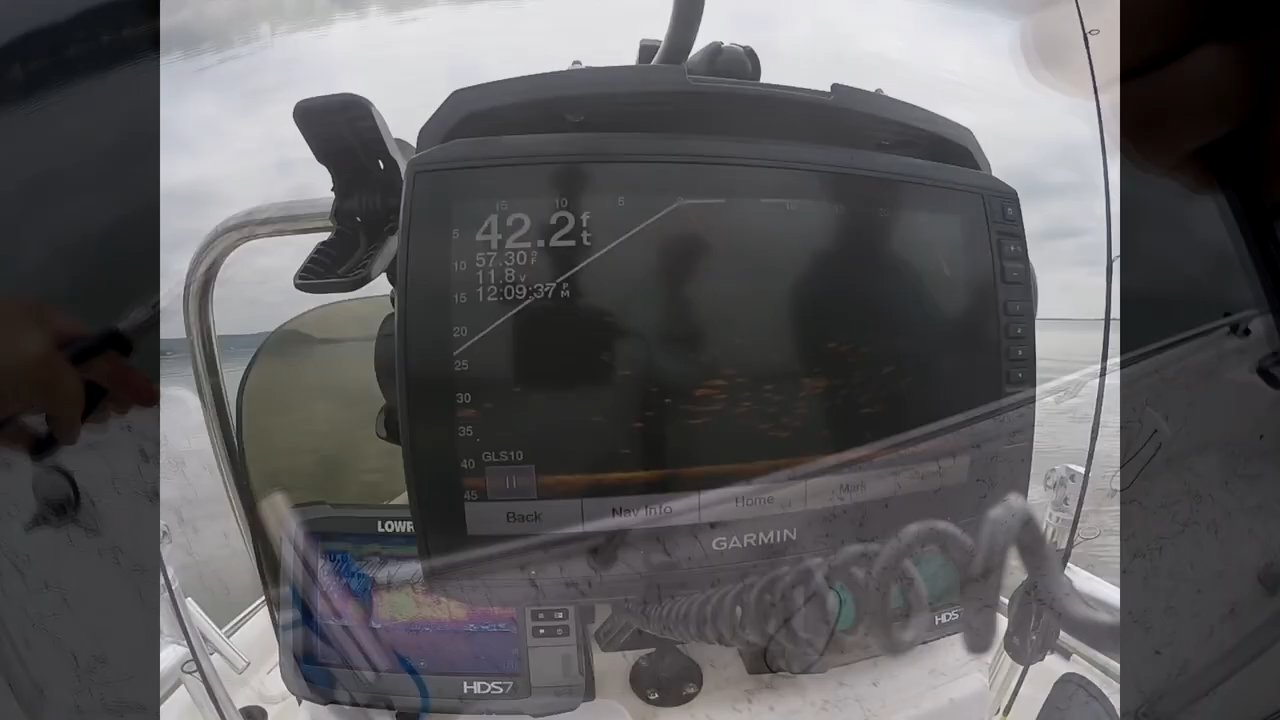 15 10 5
42.2 ft
57.30°F
11.8 V
12:09:37 PM
5
10
15
20
25
30
35
40
45
GLS10
Back Nav Info Home Mark
GARMIN
LOWR
HDS7
HDS